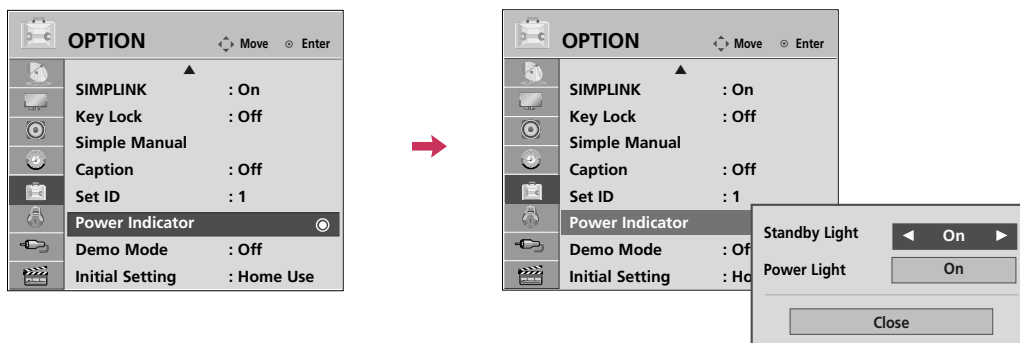 OPTION Move Enter
SIMPLINK : On
Key Lock : Off
Simple Manual
Caption : Off
Set ID : 1
Power Indicator
Demo Mode : Off
Initial Setting : Home Use
OPTION Move Enter
SIMPLINK : On
Key Lock : Off
Simple Manual
Caption : Off
Set ID : 1
Power Indicator
Demo Mode : Of
Initial Setting : Ho
Standby Light ◀ On ▶
Power Light On
Close